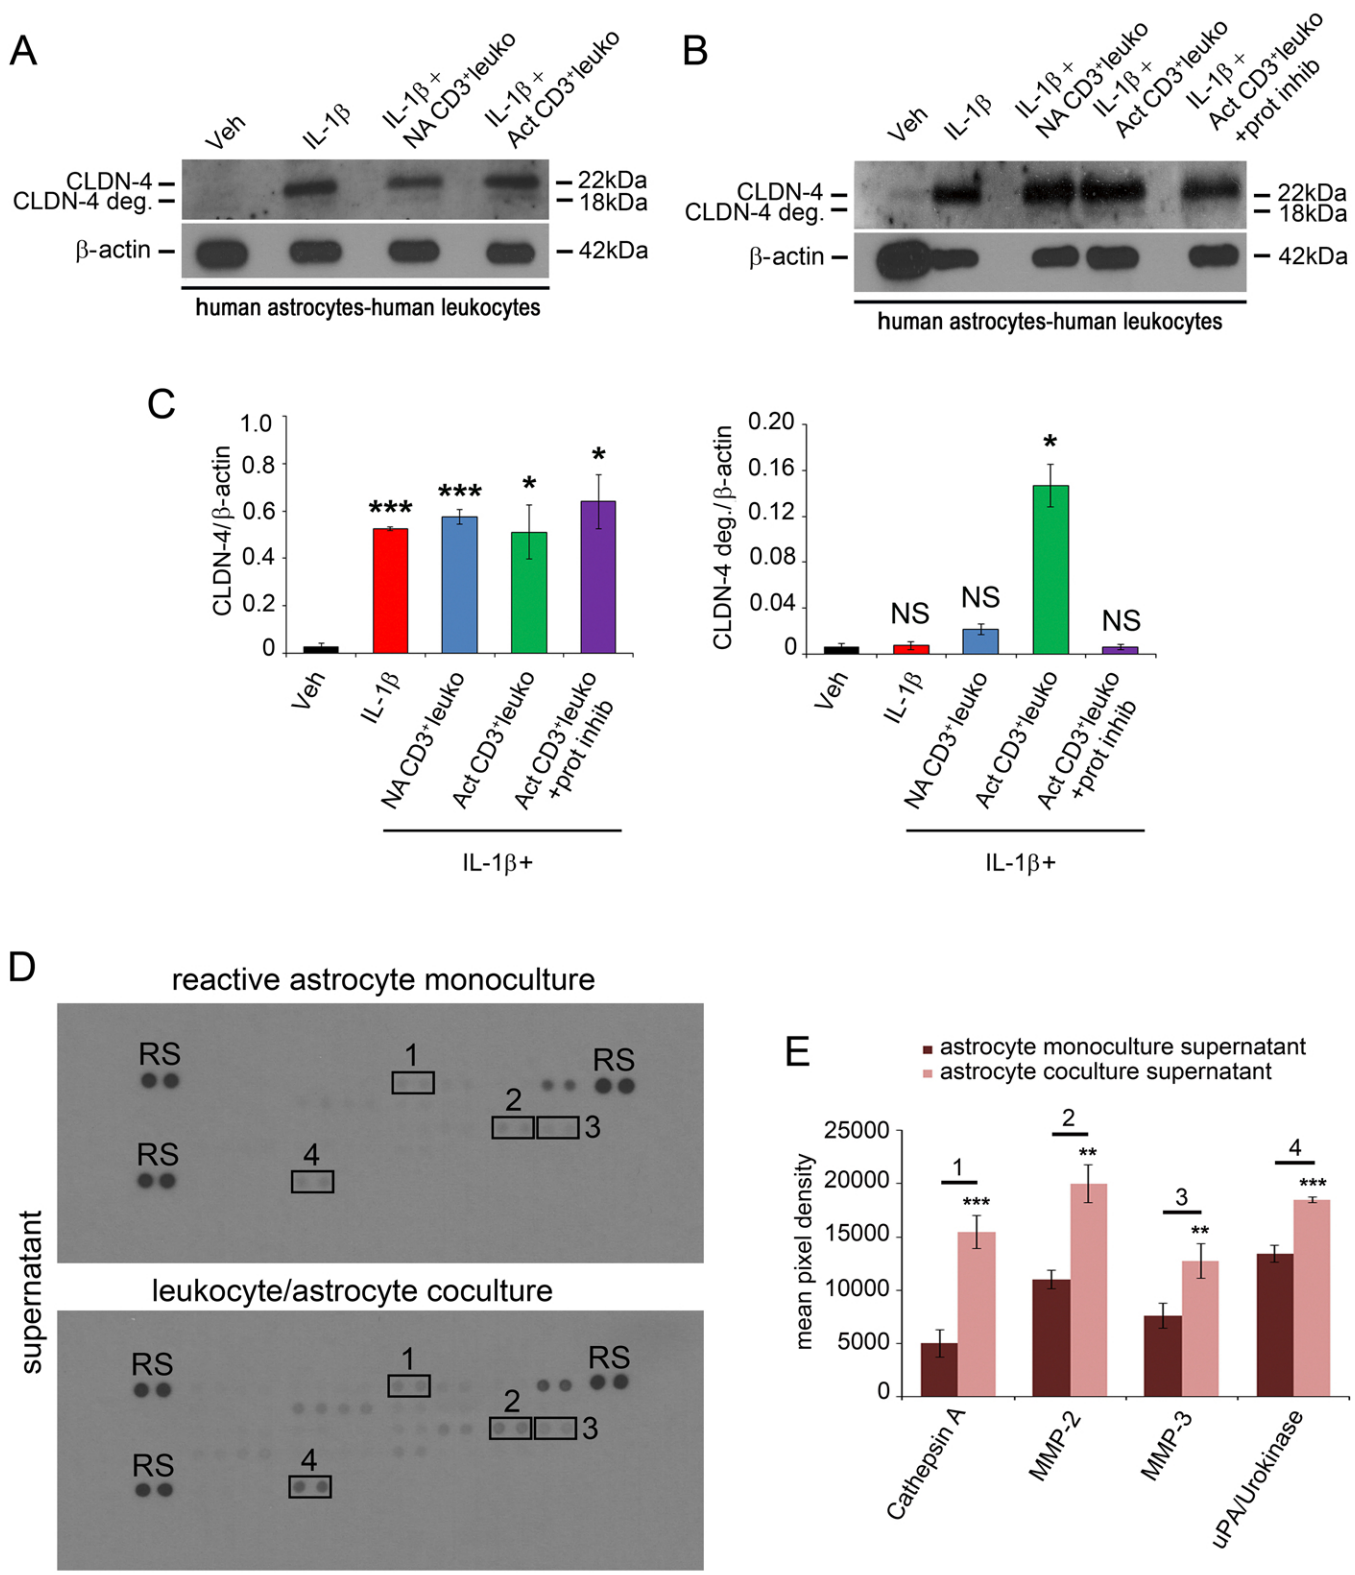 A
Veh
IL-1β
IL-1β +
NA CD3+leuko
IL-1β +
Act CD3+leuko
CLDN-4
CLDN-4 deg.
22kDa
18kDa
β-actin
42kDa
human astrocytes-human leukocytes
B
Veh
IL-1β
IL-1β +
NA CD3+leuko
IL-1β +
Act CD3+leuko
IL-1β +
Act CD3+leuko
+prot inhib
CLDN-4
CLDN-4 deg.
22kDa
18kDa
β-actin
42kDa
human astrocytes-human leukocytes
C
CLDN-4/β-actin
1.0
0.8
0.6
0.4
0.2
0
***
***
*
*
Veh
IL-1β
NA CD3+leuko
Act CD3+leuko
Act CD3+leuko
+prot inhib
IL-1β+
CLDN-4 deg./β-actin
0.20
0.16
0.12
0.08
0.04
0
NS
NS
*
NS
Veh
IL-1β
NA CD3+leuko
Act CD3+leuko
Act CD3+leuko
+prot inhib
IL-1β+
D
supernatant
reactive astrocyte monoculture
RS
1
RS
2
3
RS
4
leukocyte/astrocyte coculture
RS
1
RS
2
3
RS
4
E
astrocyte monoculture supernatant
astrocyte coculture supernatant
mean pixel density
25000
20000
15000
10000
5000
0
1
***
2
**
3
**
4
***
Cathepsin A
MMP-2
MMP-3
uPA/Urokinase